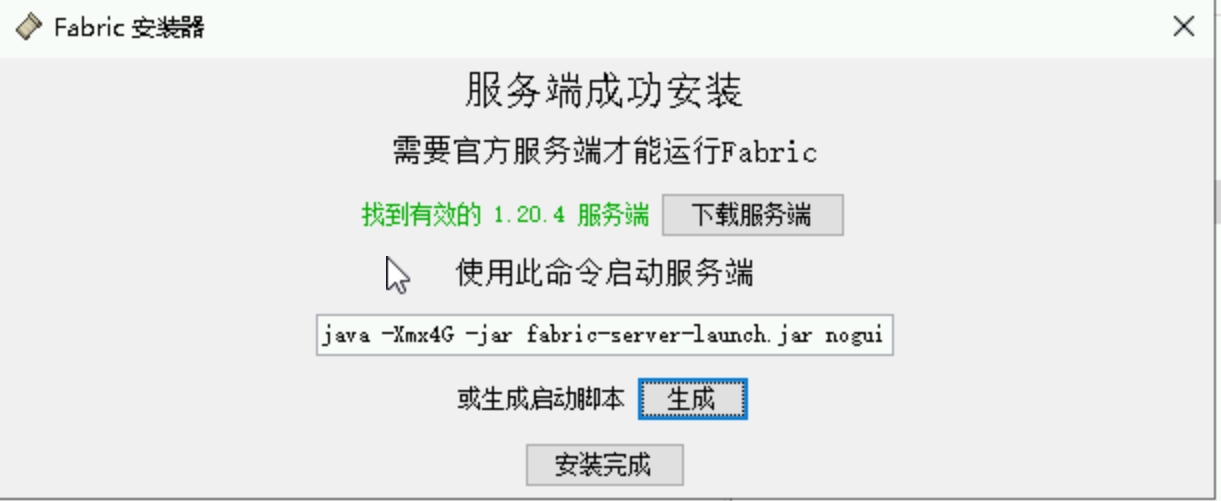 Fabric 安装器
服务端成功安装
需要官方服务端才能运行Fabric
找到有效的 1.20.4 服务端 下载服务端
使用此命令启动服务端
java -Xmx4G -jar fabric-server-launch.jar nogui
或生成启动脚本 生成
安装完成